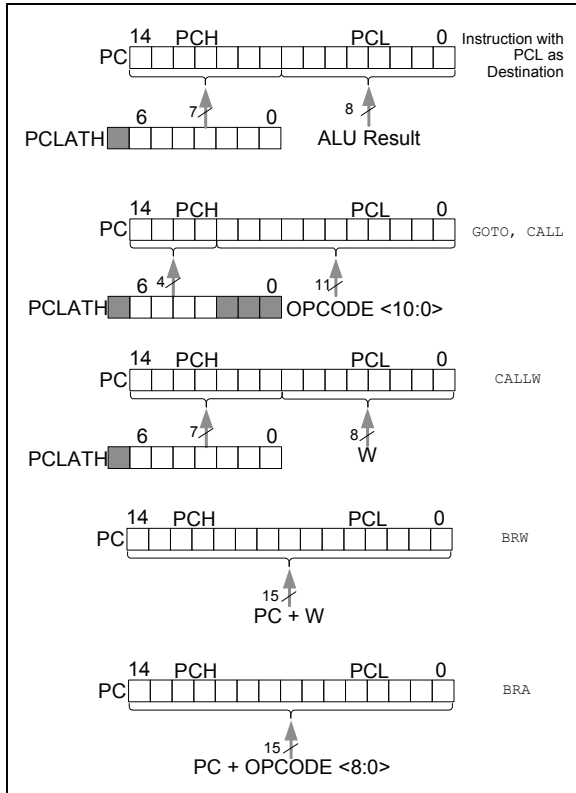 14 PCH PCL 0
PC
Instruction with
PCL as
Destination
7 8
6 0
PCLATH ALU Result
14 PCH PCL 0
PC GOTO, CALL
4 11
6 0
PCLATH OPCODE <10:0>
14 PCH PCL 0
PC CALLW
7 8
6 0 W
PCLATH
14 PCH PCL 0
PC BRW
15
PC + W
14 PCH PCL 0
PC BRA
15
PC + OPCODE <8:0>